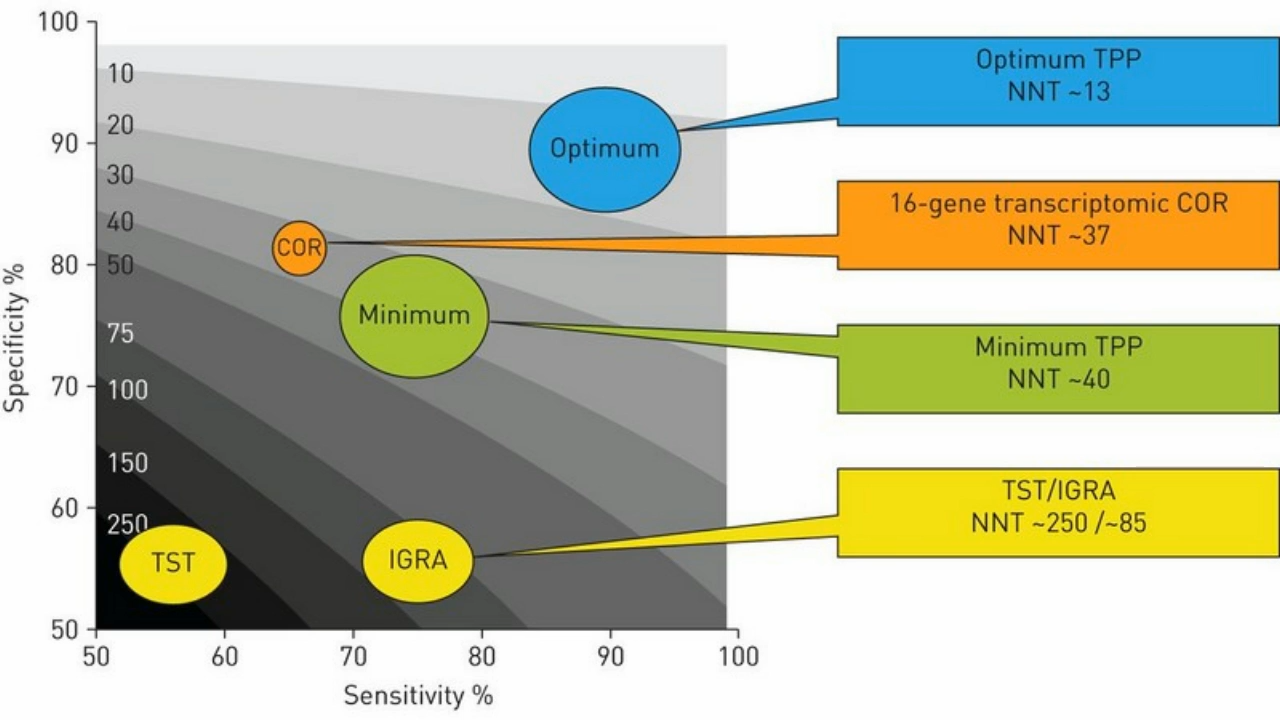 100
90
80
70
60
50
Specificity %
10
20
30
40
50
75
100
150
250
Optimum
COR
Minimum
TST
IGRA
50 60 70 80 90 100
Sensitivity %
Optimum TPP
NNT ~13
16-gene transcriptomic COR
NNT ~37
Minimum TPP
NNT ~40
TST/IGRA
NNT ~250 /~85